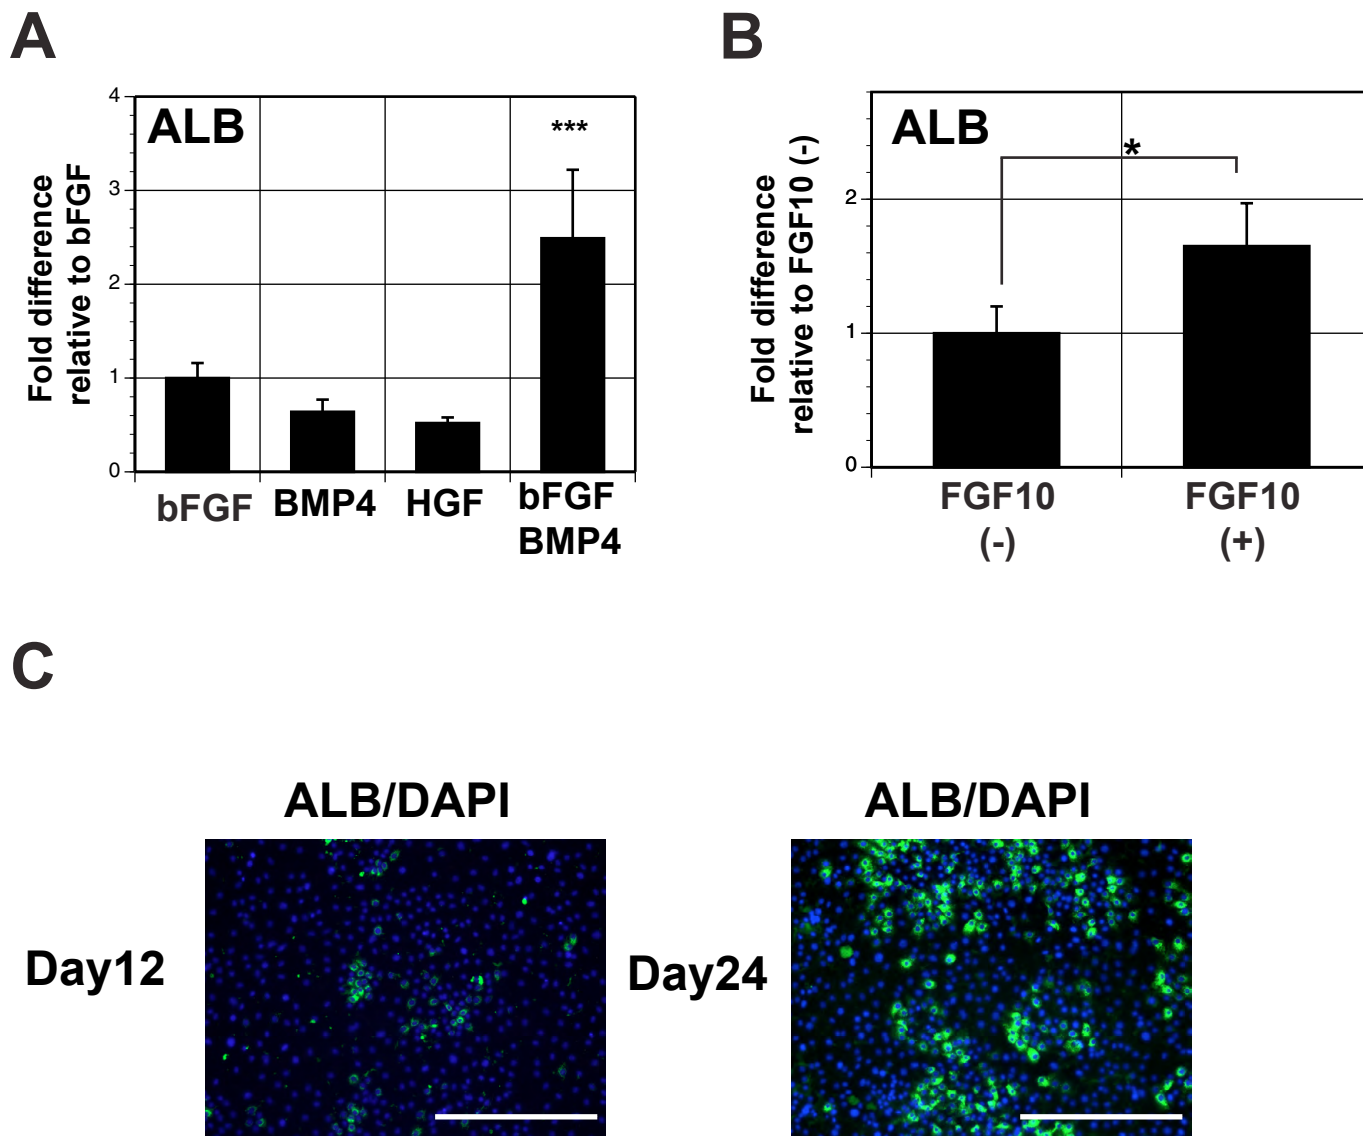 A
ALB
***
4
3
2
1
0
Fold difference
relative to bFGF
bFGF
BMP4
HGF
bFGF
BMP4
B
ALB
*
2
1
0
Fold difference
relative to FGF10 (-)
FGF10
(-)
FGF10
(+)
C
ALB/DAPI
Day12
ALB/DAPI
Day24